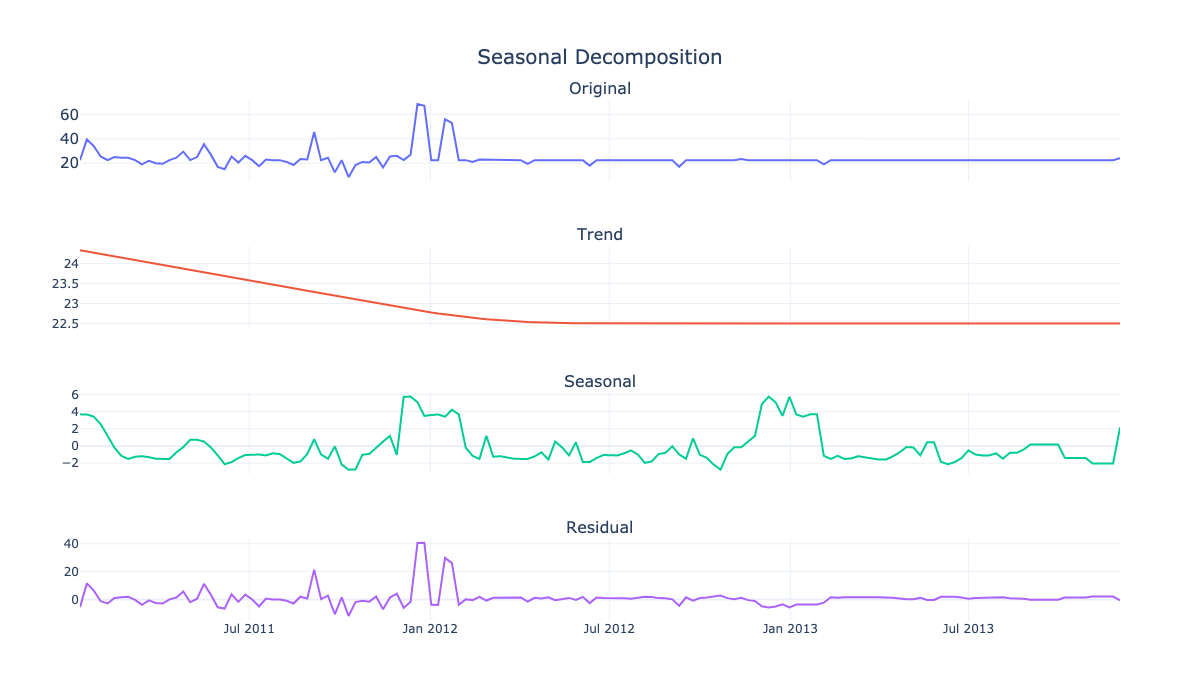 Seasonal Decomposition
Original
60
40
20
Trend
24
23.5
23
22.5
Seasonal
6
4
2
0
−2
Residual
40
20
0
Jul 2011 Jan 2012 Jul 2012 Jan 2013 Jul 2013